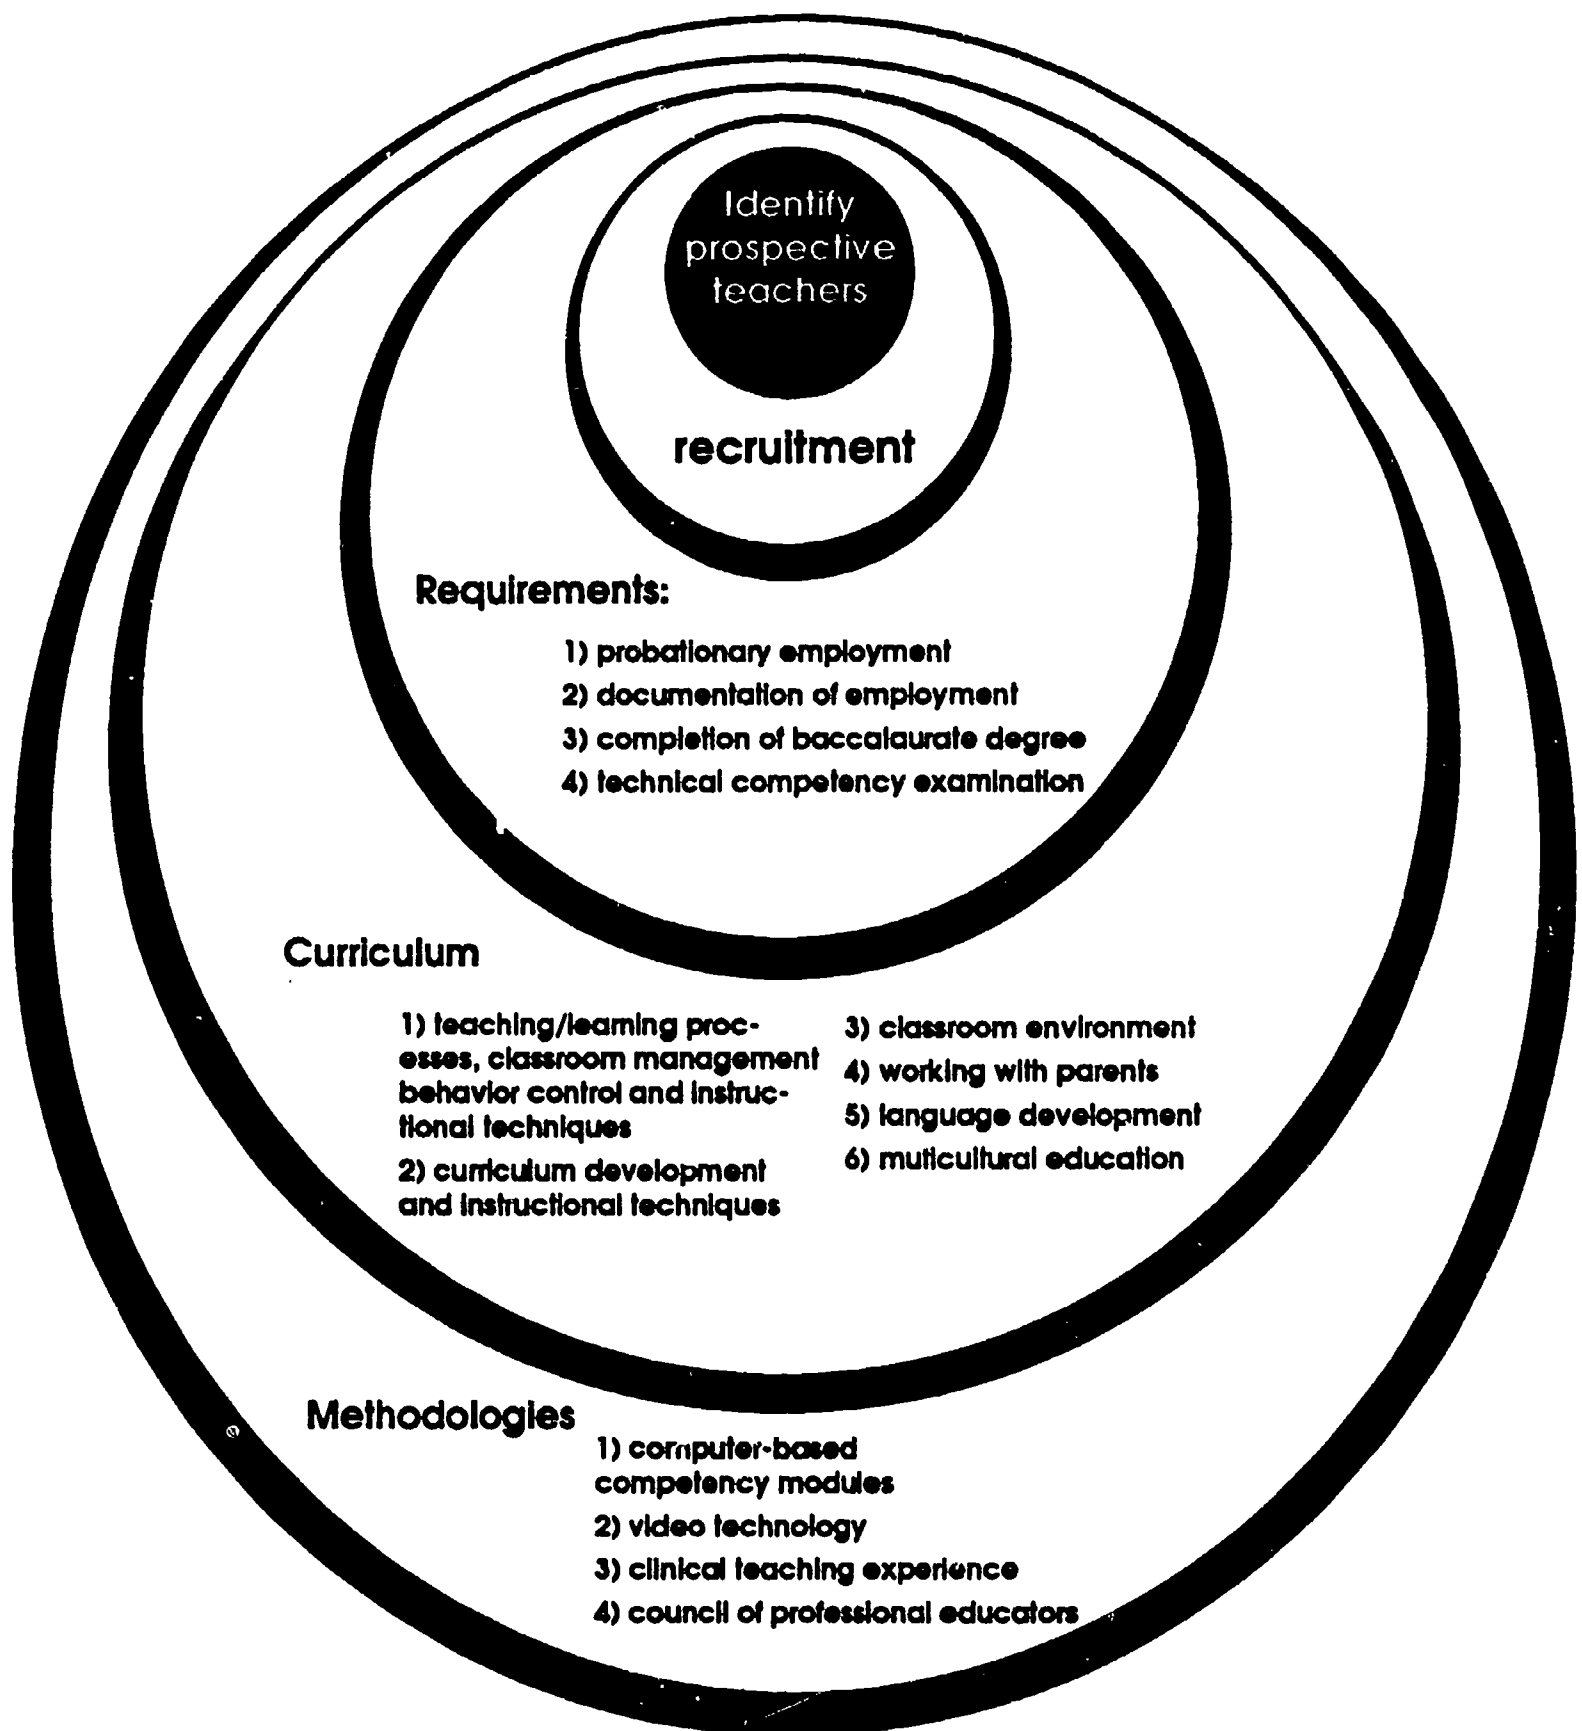 Identify
prospective
teachers
recruitment
Requirements:
1) probationary employment
2) documentation of employment
3) completion of baccalaurate degree
4) technical competency examination
Curriculum
1) teaching/learning proc-
esses, classroom management
behavior control and instruc-
tional techniques
2) curriculum development
and instructional techniques
3) classroom environment
4) working with parents
5) language development
6) muticultural education
Methodologies
1) computer-based
competency modules
2) video technology
3) clinical teaching experience
4) council of professional educators